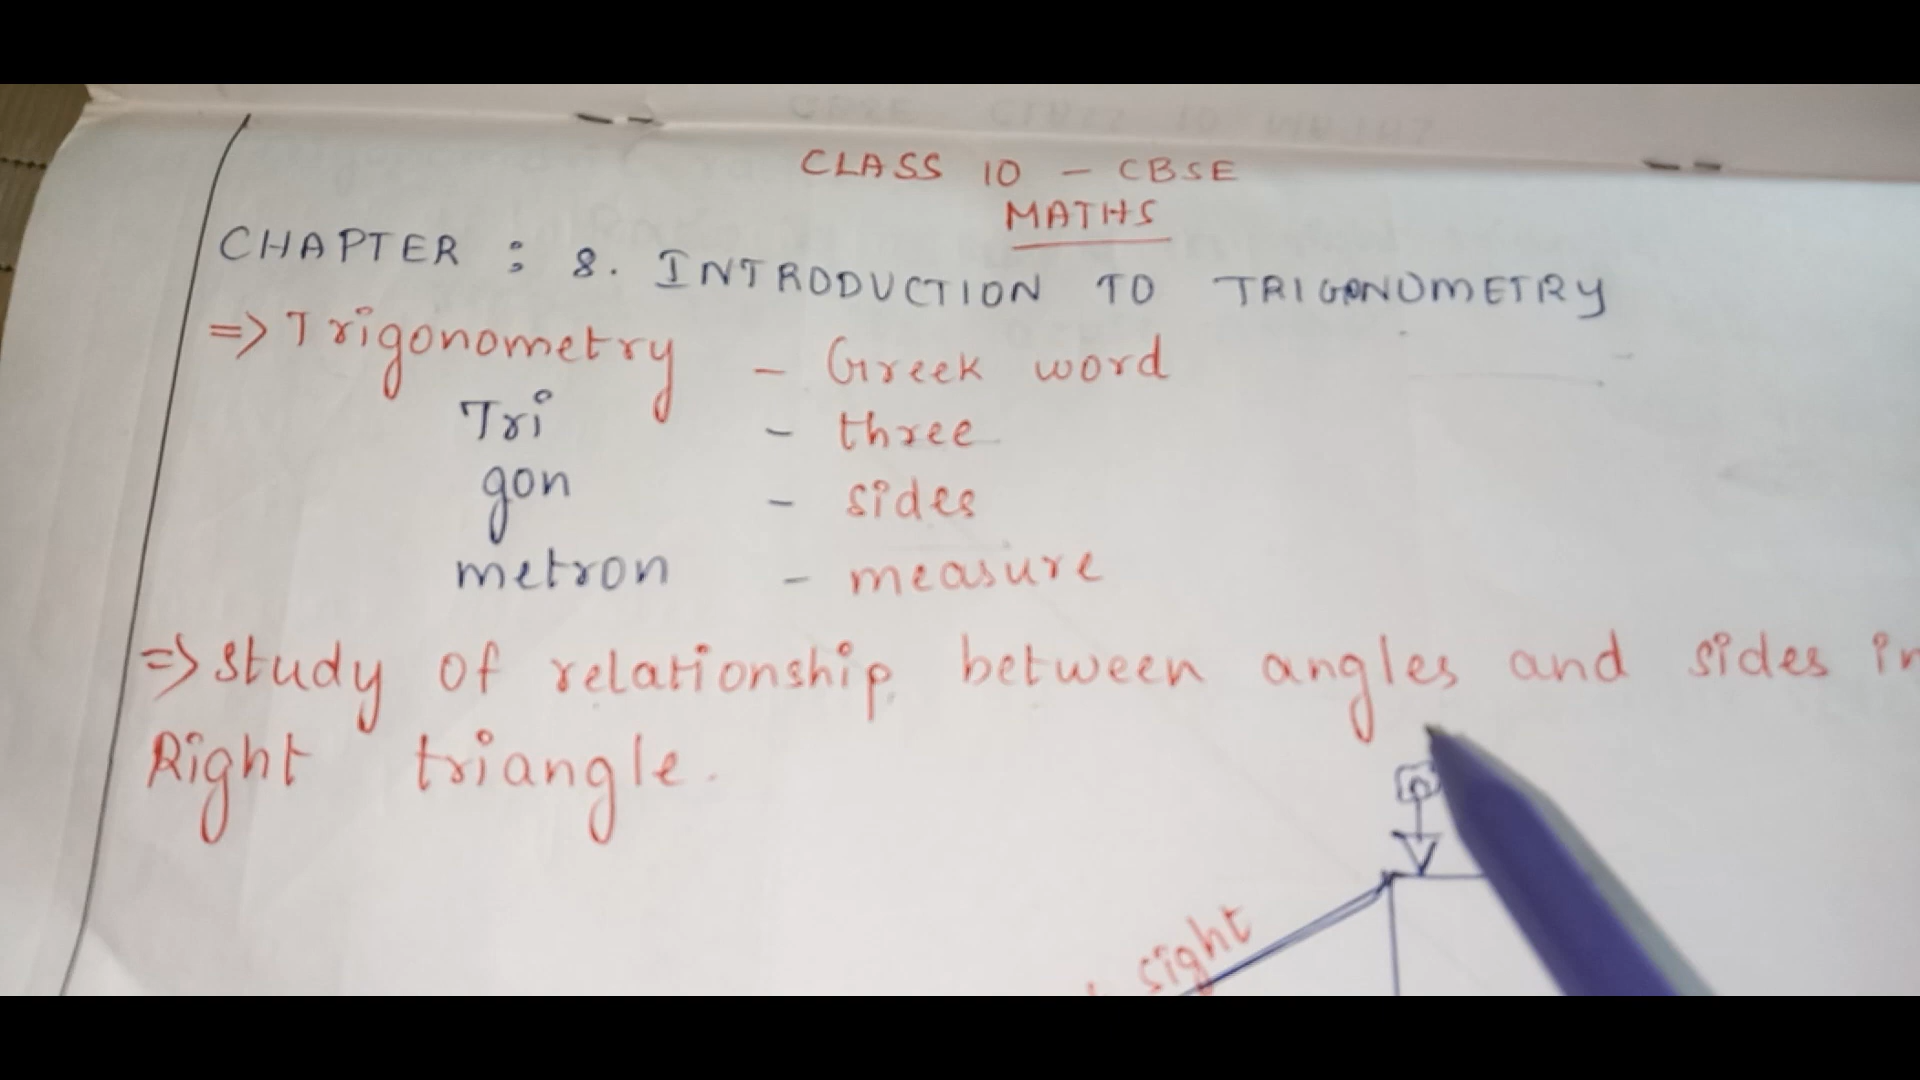 CLASS 10 - CBSE
MATHS
CHAPTER : 8. INTRODUCTION TO TRIGONOMETRY
=> Trigonometry - Greek word
Tri - three
gon - sides
metron - measure
=> study of relationship between angles and sides in
Right triangle.
sight